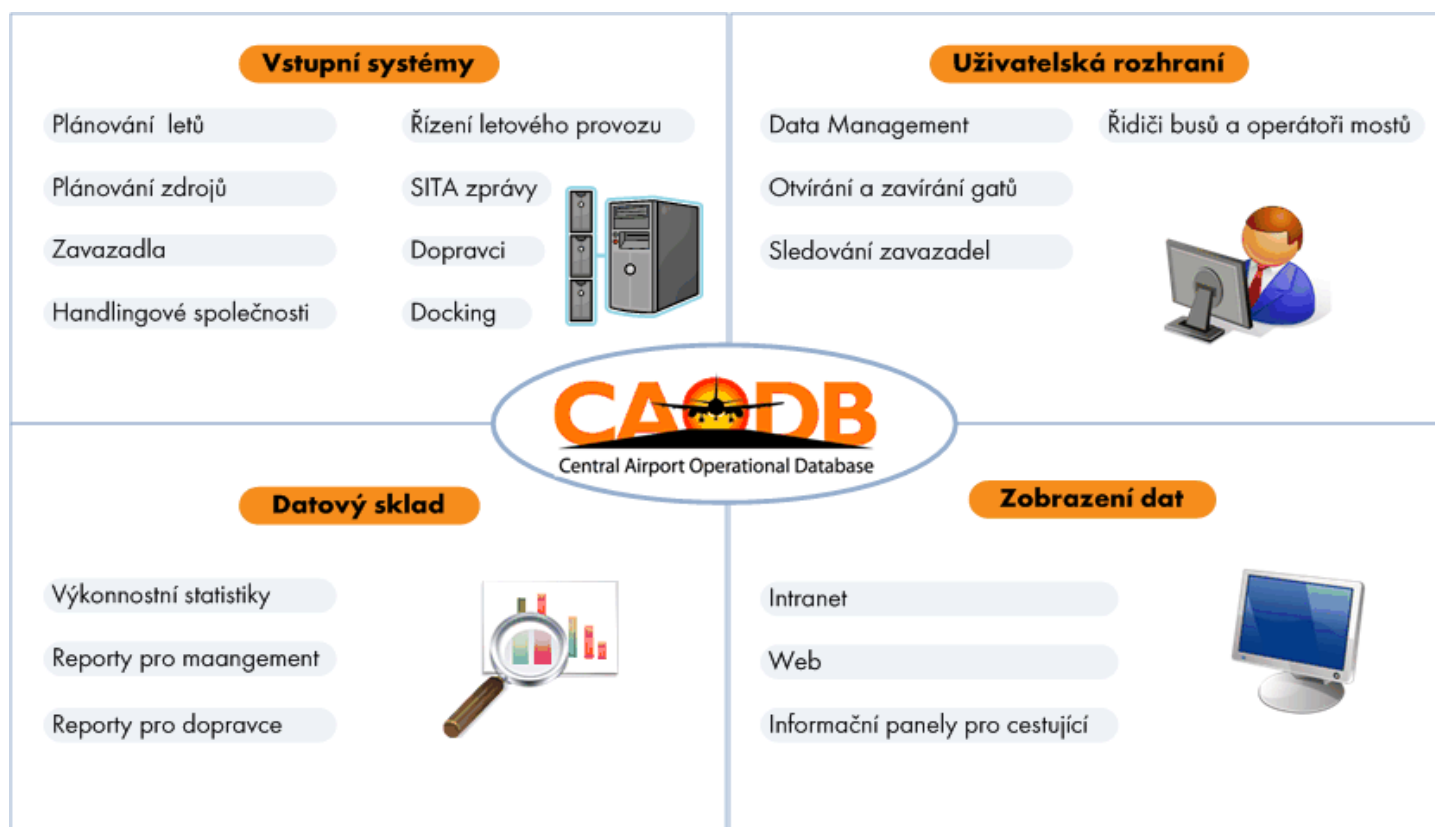 Vstupní systémy
Plánování letů
Plánování zdrojů
Zavazadla
Handlingové společnosti
Řízení letového provozu
SITA zprávy
Dopravci
Docking
Uživatelská rozhraní
Data Management
Otvírání a zavírání gatů
Sledování zavazadel
Řidiči busů a operátoři mostů
CAODB
Central Airport Operational Database
Datový sklad
Výkonnostní statistiky
Reporty pro maangement
Reporty pro dopravce
Zobrazení dat
Intranet
Web
Informační panely pro cestující